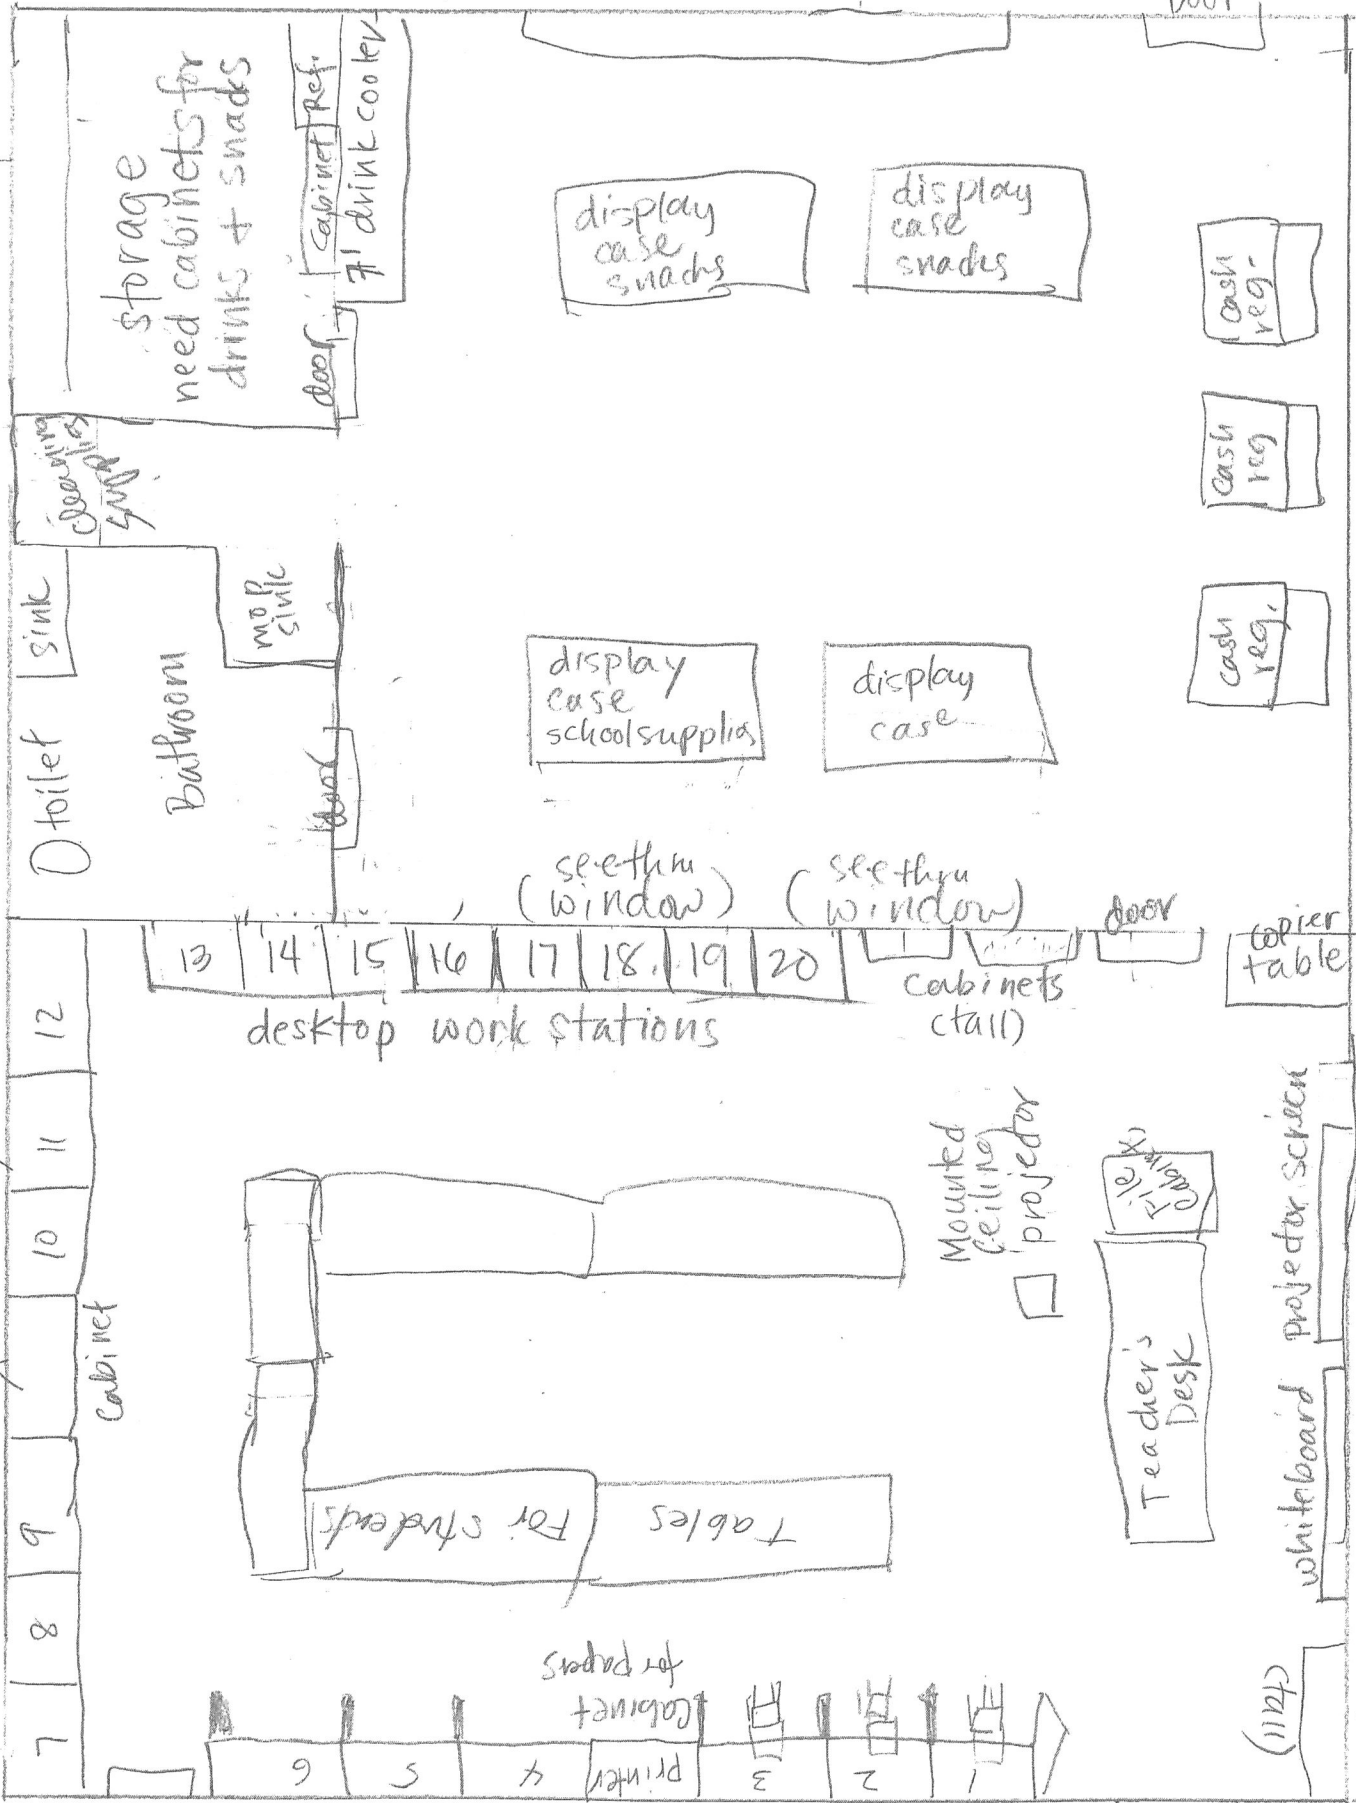 storage
need cabinets for
drinks + snacks
Ref.
Cabinet
7' drink cooler
door
display
case
snacks
display
case
snacks
cash
reg.
cash
reg
cash
reg.
cleaning
supplies
sink
mop
sink
toilet
Bathroom
door
display
case
schoolsupplies
display
case
(see thru
window)
(see thru
window)
door
copier
table
13
14
15
16
17
18
19
20
cabinets
(tall)
desktop work stations
12
11
10
cabinet
9
8
7
Mounted
ceiling
projector
File
Cabinet
Teacher's
Desk
projector screen
whiteboard
(tall)
Tables
For students
Cabinet
for papers
1
2
3
printer
4
5
6